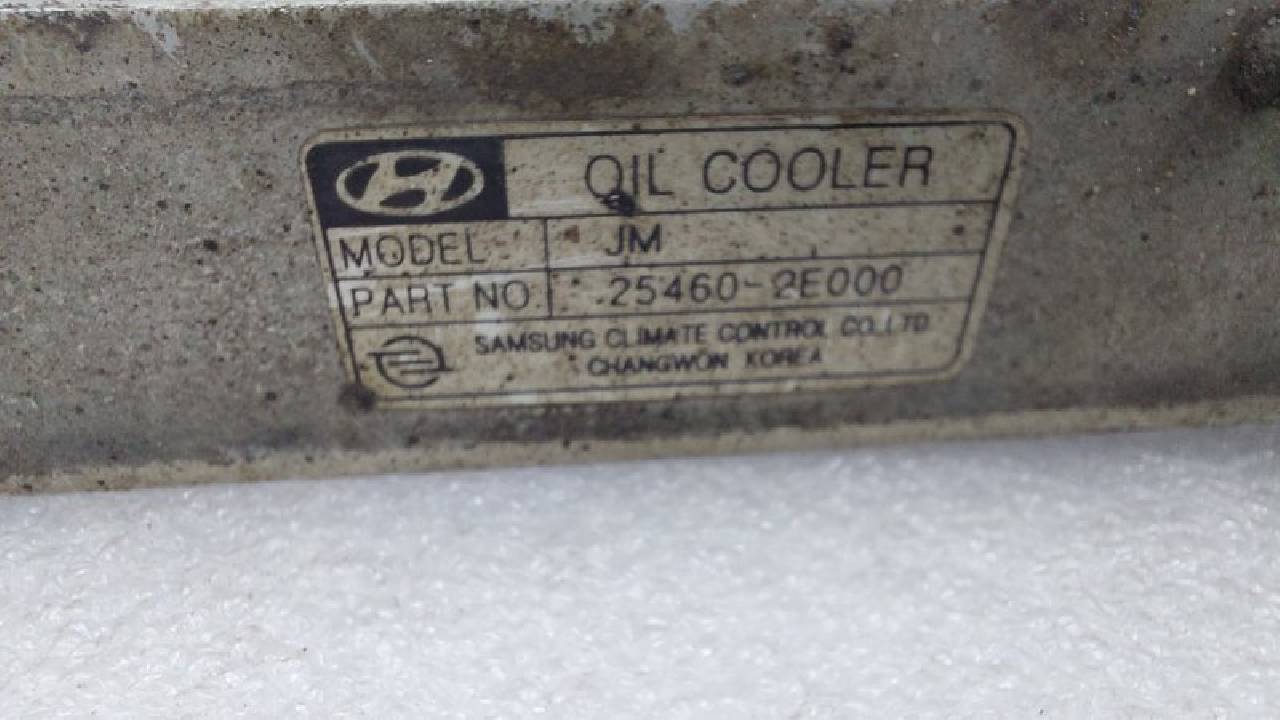 OIL COOLER
MODEL JM
PART NO. 25460-2E000
SAMSUNG CLIMATE CONTROL CO.LTD
CHANGWON KOREA